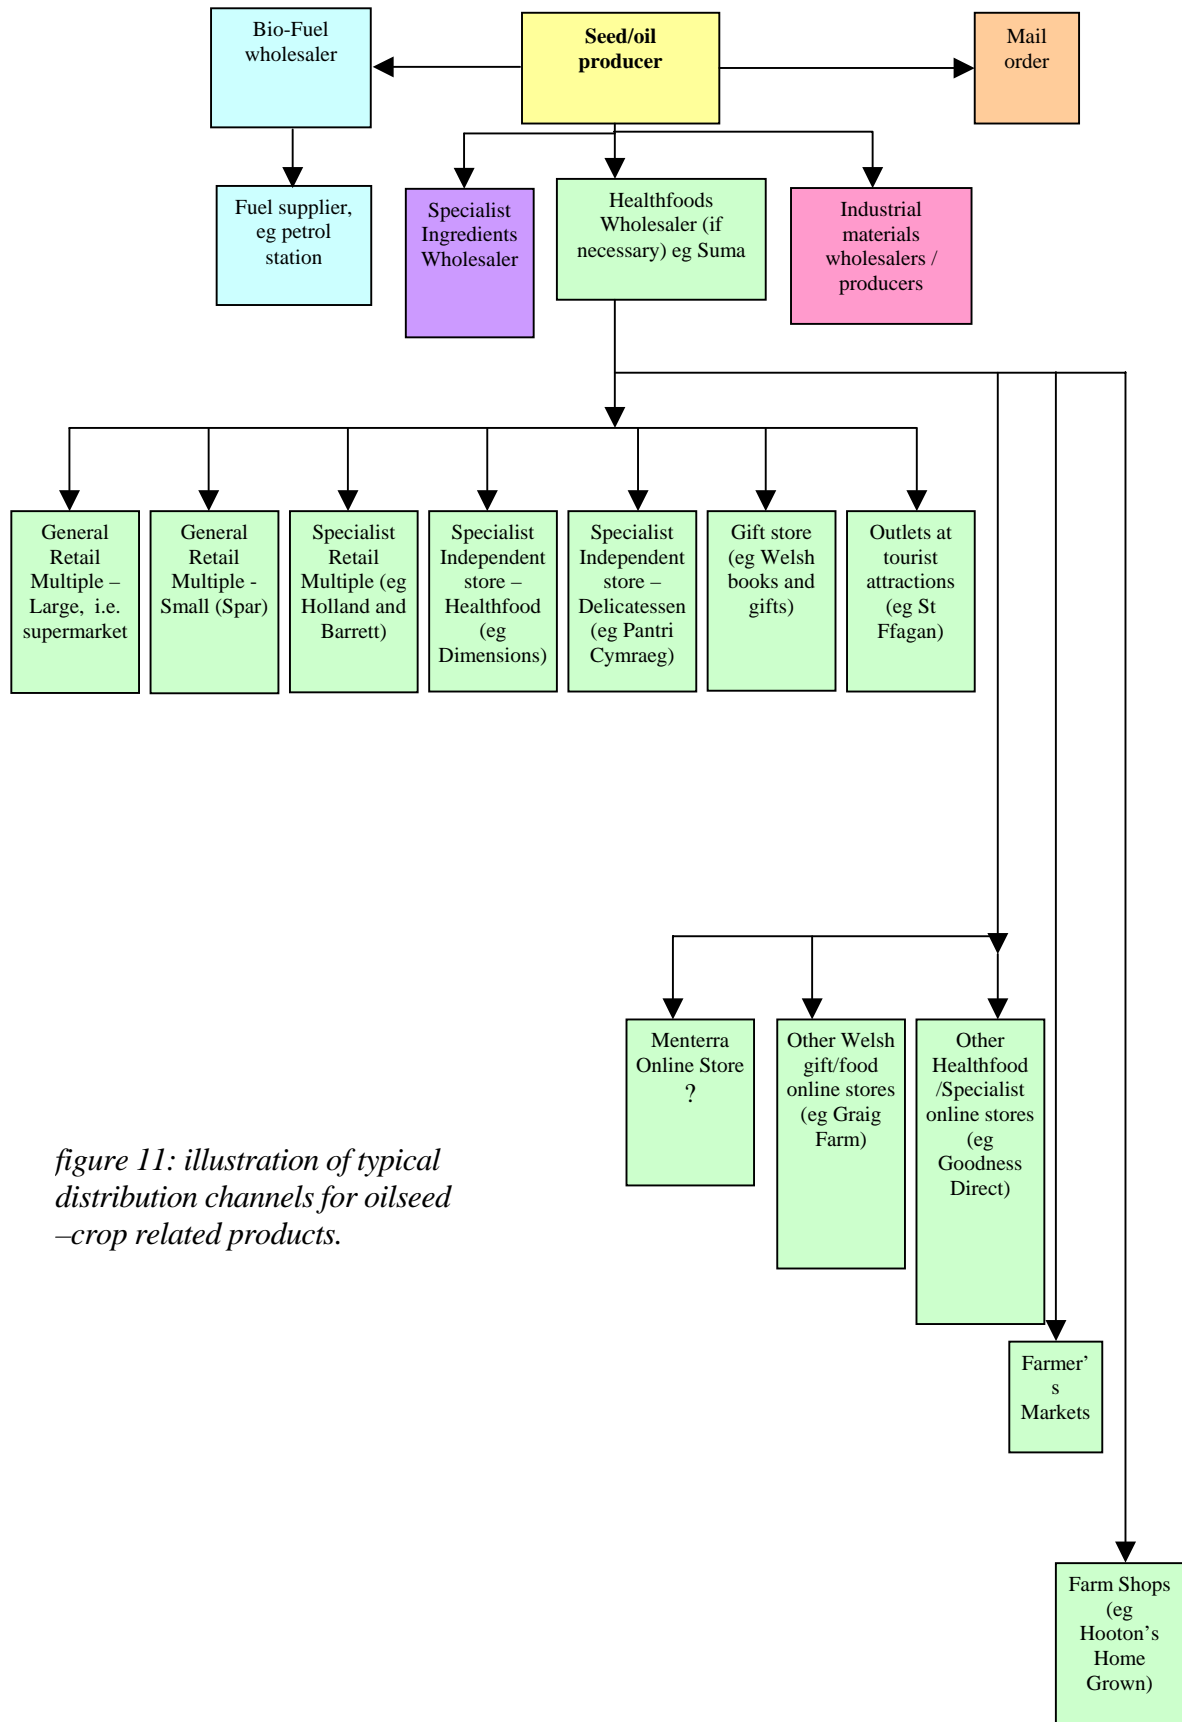 Bio-Fuel
wholesaler
Seed/oil
producer
Mail
order
Fuel supplier,
eg petrol
station
Specialist
Ingredients
Wholesaler
Healthfoods
Wholesaler (if
necessary) eg Suma
Industrial
materials
wholesalers /
producers
General
Retail
Multiple –
Large,  i.e.
supermarket
General
Retail
Multiple -
Small (Spar)
Specialist
Retail
Multiple (eg
Holland and
Barrett)
Specialist
Independent
store –
Healthfood
(eg
Dimensions)
Specialist
Independent
store –
Delicatessen
(eg Pantri
Cymraeg)
Gift store
(eg Welsh
books and
gifts)
Outlets at
tourist
attractions
(eg St
Ffagan)
Menterra
Online Store
?
Other Welsh
gift/food
online stores
(eg Graig
Farm)
Other
Healthfood
/Specialist
online stores
(eg
Goodness
Direct)
figure 11: illustration of typical
distribution channels for oilseed
–crop related products.
Farmer’
s
Markets
Farm Shops
(eg
Hooton’s
Home
Grown)